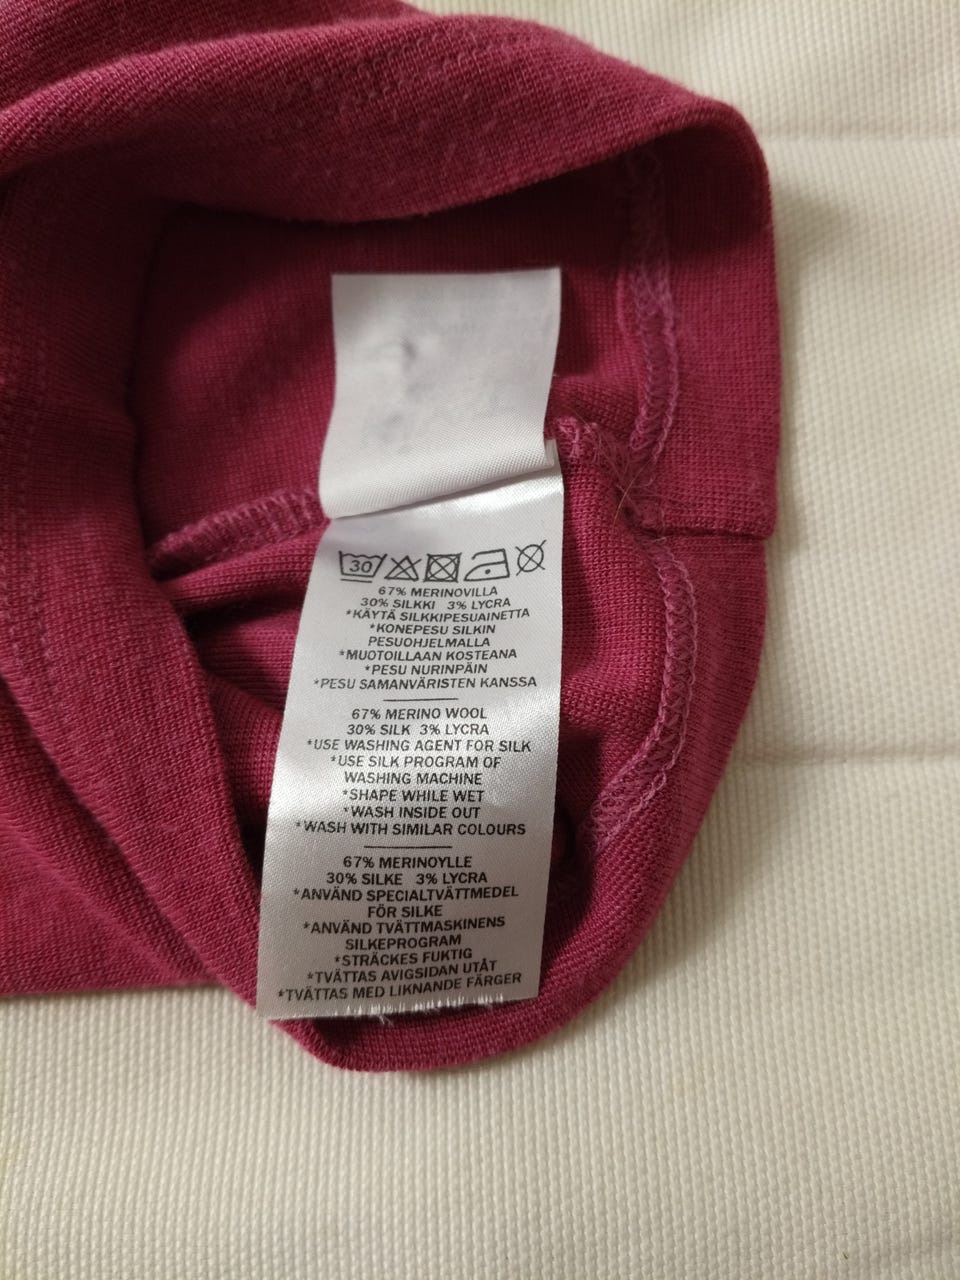 30
67% MERINOVILLA
30% SILKKI 3% LYCRA
*KÄYTÄ SILKKIPESUAINETTA
*KONEPESU SILKIN
PESUOHJELMALLA
*MUOTOILLAAN KOSTEANA
*PESU NURINPÄIN
*PESU SAMANVÄRISTEN KANSSA
67% MERINO WOOL
30% SILK 3% LYCRA
*USE WASHING AGENT FOR SILK
*USE SILK PROGRAM OF
WASHING MACHINE
*SHAPE WHILE WET
*WASH INSIDE OUT
*WASH WITH SIMILAR COLOURS
67% MERINOYLLE
30% SILKE 3% LYCRA
*ANVÄND SPECIALTVÄTTMEDEL
FÖR SILKE
*ANVÄND TVÄTTMASKINENS
SILKEPROGRAM
*STRÄCKES FUKTIG
*TVÄTTAS AVIGSIDAN UTÅT
*TVÄTTAS MED LIKNANDE FÄRGER